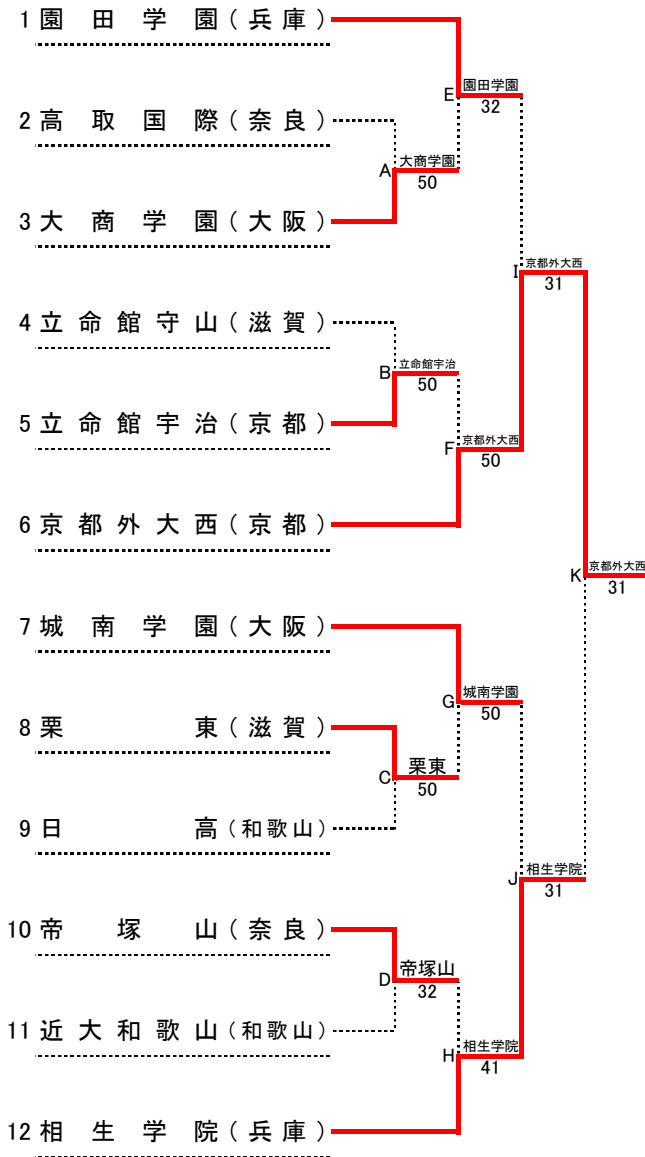 1 園田学園(兵庫)
園田学園
E
32
2 高取国際(奈良)
大商学園
A
50
3 大商学園(大阪)
京都外大西
I
31
4 立命館守山(滋賀)
立命館宇治
B
50
5 立命館宇治(京都)
京都外大西
F
50
6 京都外大西(京都)
京都外大西
K
31
7 城南学園(大阪)
城南学園
G
50
8 栗東(滋賀)
栗東
C
50
9 日高(和歌山)
相生学院
J
31
10 帝塚山(奈良)
帝塚山
D
32
11 近大和歌山(和歌山)
相生学院
H
41
12 相生学院(兵庫)